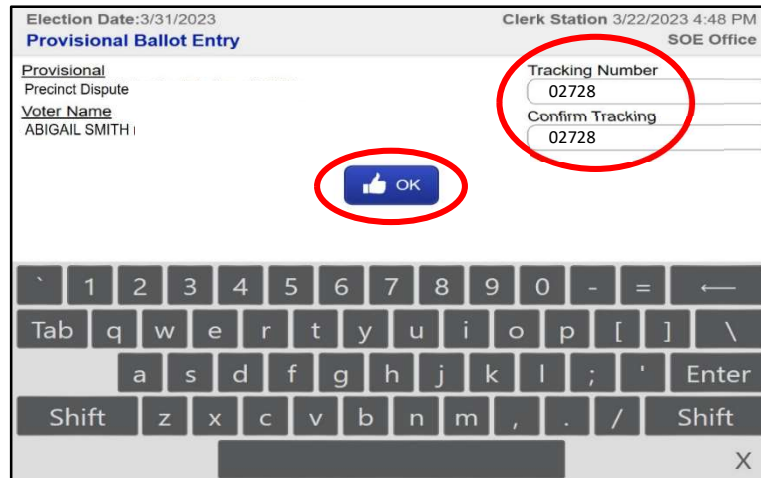 Election Date:3/31/2023
Clerk Station 3/22/2023 4:48 PM
Provisional Ballot Entry
SOE Office
Provisional
Precinct Dispute
Voter Name
ABIGAIL SMITH
Tracking Number
02728
Confirm Tracking
02728
OK
` 1 2 3 4 5 6 7 8 9 0 - = ←
Tab q w e r t y u i o p [ ] \
a s d f g h j k l ; ' Enter
Shift z x c v b n m , . / Shift
X